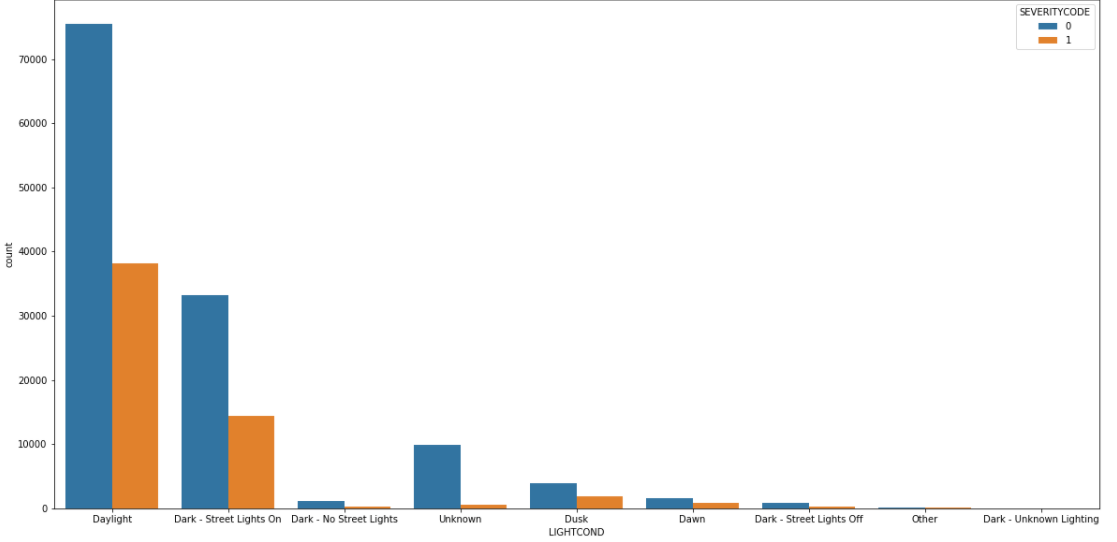 SEVERITYCODE
0
1
70000
60000
50000
40000
30000
20000
10000
0
count
Daylight
Dark - Street Lights On
Dark - No Street Lights
Unknown
Dusk
Dawn
Dark - Street Lights Off
Other
Dark - Unknown Lighting
LIGHTCOND